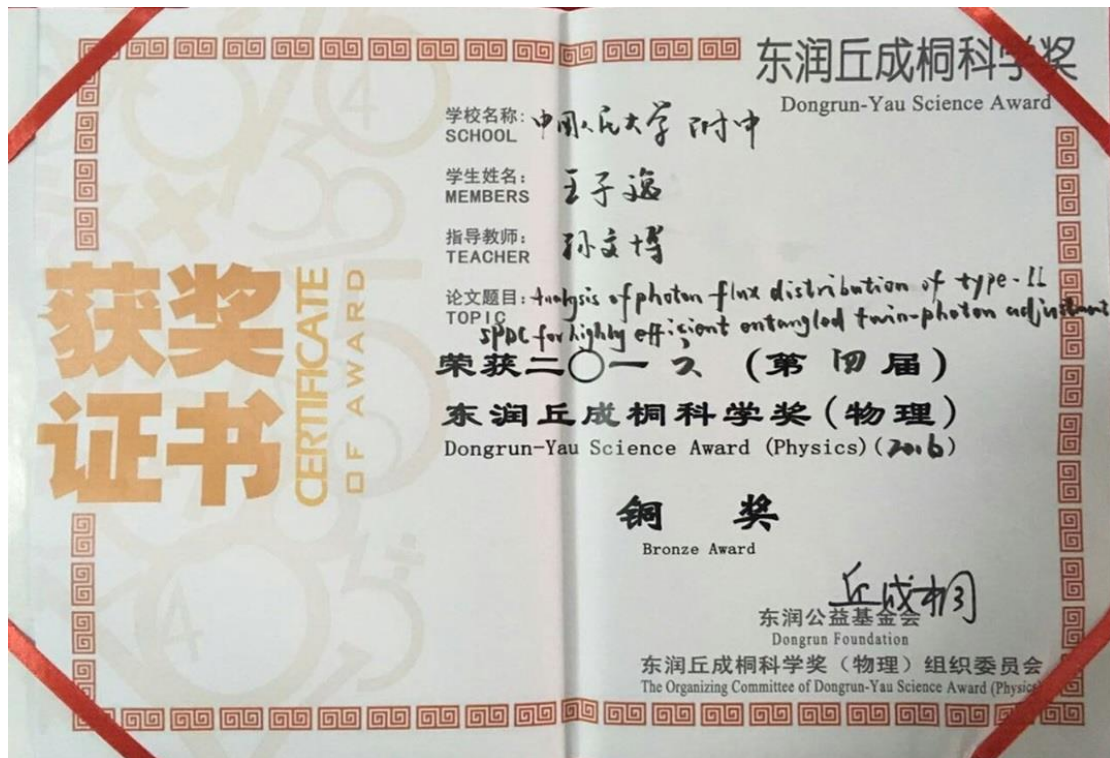 东润丘成桐科学奖
Dongrun-Yau Science Award
学校名称: 中国人民大学 附中
SCHOOL
学生姓名: 王子逸
MEMBERS
指导教师: 孙文博
TEACHER
论文题目: Analysis of photon flux distribution of type-II
TOPIC
SPDC for highly efficient entangled twin-photon adjustment
荣获二〇一六(第四届)
东润丘成桐科学奖(物理)
Dongrun-Yau Science Award (Physics)(2016)
铜 奖
Bronze Award
丘成桐
东润公益基金会
Dongrun Foundation
东润丘成桐科学奖(物理)组织委员会
The Organizing Committee of Dongrun-Yau Science Award (Physics)
获奖
证书
CERTIFICATE
OF AWARD